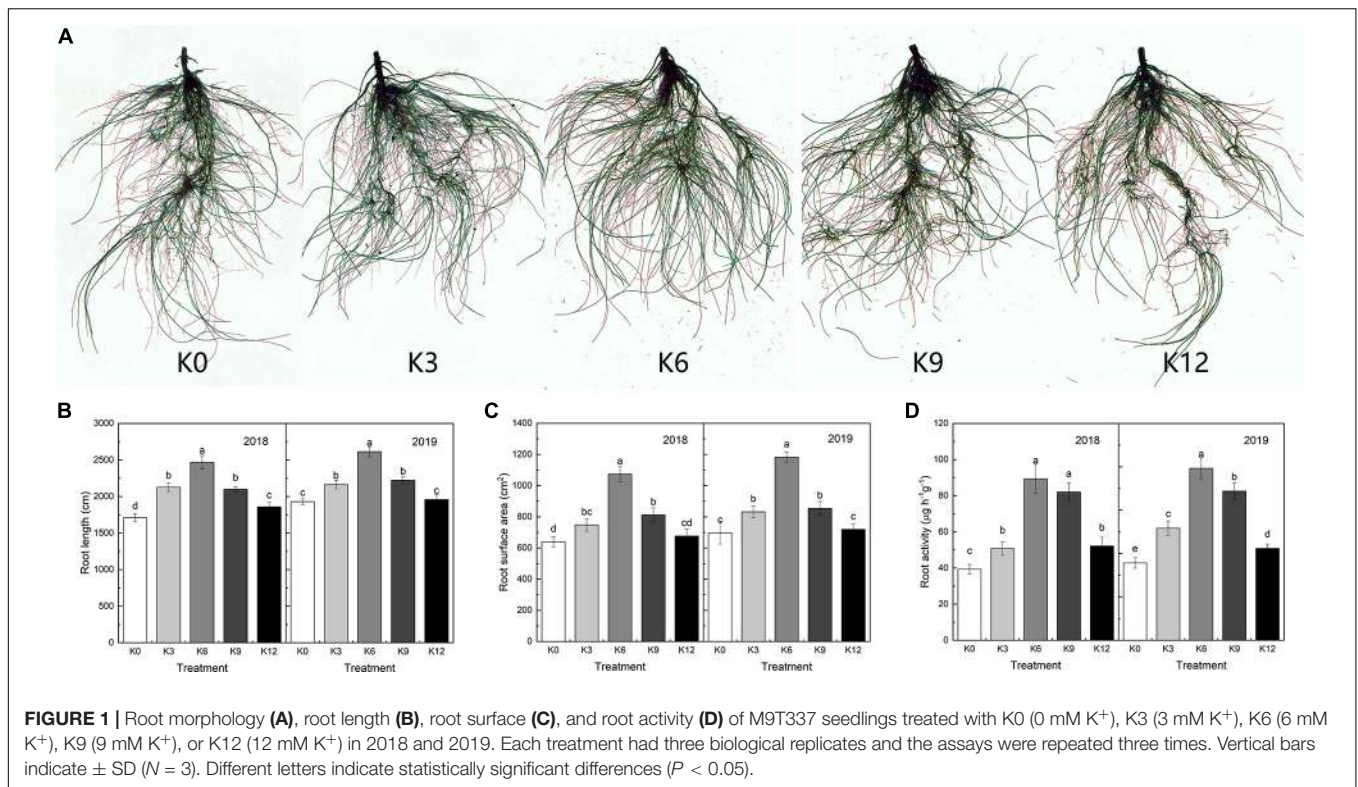 A
K0 K3 K6 K9 K12
B
3000
2500
2000
1500
1000
500
0
Root length (cm)
2018
d b a b c
2019
c b a b c
K0 K3 K6 K9 K12 K0 K3 K6 K9 K12
Treatment Treatment
C
1400
1200
1000
800
600
400
200
0
Root surface area (cm²)
2018
d bc a b cd
2019
c b a b c
K0 K3 K6 K9 K12 K0 K3 K6 K9 K12
Treatment Treatment
D
120
100
80
60
40
20
0
Root activity (μg h⁻¹g⁻¹)
2018
c b a a b
2019
e c a b d
K0 K3 K6 K9 K12 K0 K3 K6 K9 K12
Treatment Treatment
FIGURE 1 | Root morphology (A), root length (B), root surface (C), and root activity (D) of M9T337 seedlings treated with K0 (0 mM K⁺), K3 (3 mM K⁺), K6 (6 mM
K⁺), K9 (9 mM K⁺), or K12 (12 mM K⁺) in 2018 and 2019. Each treatment had three biological replicates and the assays were repeated three times. Vertical bars
indicate ± SD (N = 3). Different letters indicate statistically significant differences (P < 0.05).